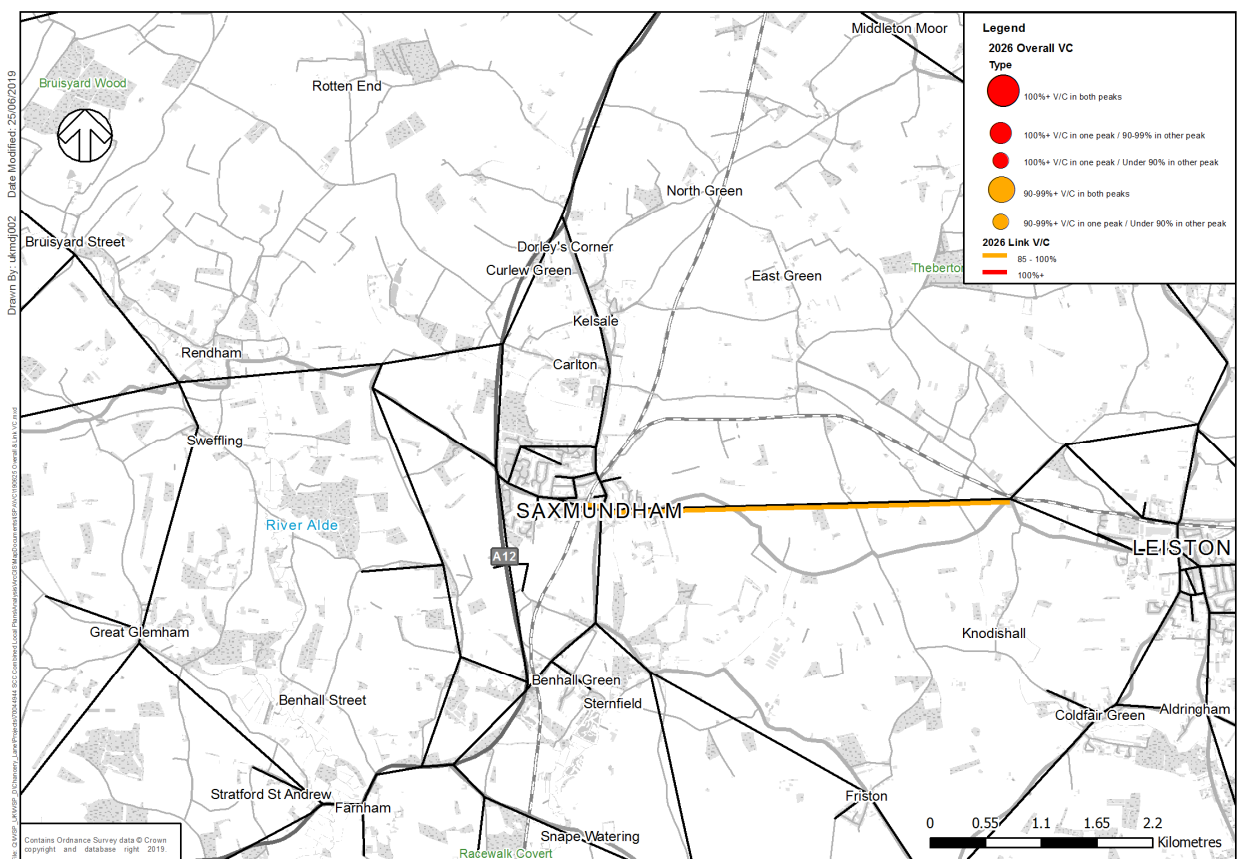 Middleton Moor
Legend
2026 Overall VC
Type
100%+ V/C in both peaks
100%+ V/C in one peak / 90-99% in other peak
100%+ V/C in one peak / Under 90% in other peak
90-99%+ V/C in both peaks
90-99%+ V/C in one peak / Under 90% in other peak
2026 Link V/C
85 - 100%
100%+
Bruisyard Wood
Rotten End
North Green
Bruisyard Street
Dorley's Corner
Curlew Green
East Green
Theberton
Kelsale
Rendham
Carlton
Sweffling
SAXMUNDHAM
River Alde
A12
LEISTON
Great Glemham
Knodishall
Benhall Green
Benhall Street
Sternfield
Coldfair Green
Aldringham
Stratford St Andrew
Farnham
Friston
Snape Watering
Racewalk Covert
0 0.55 1.1 1.65 2.2
Kilometres
Contains Ordnance Survey data © Crown
copyright and database right 2019.
Drawn By: ukmdj002 Date Modified: 25/06/2019